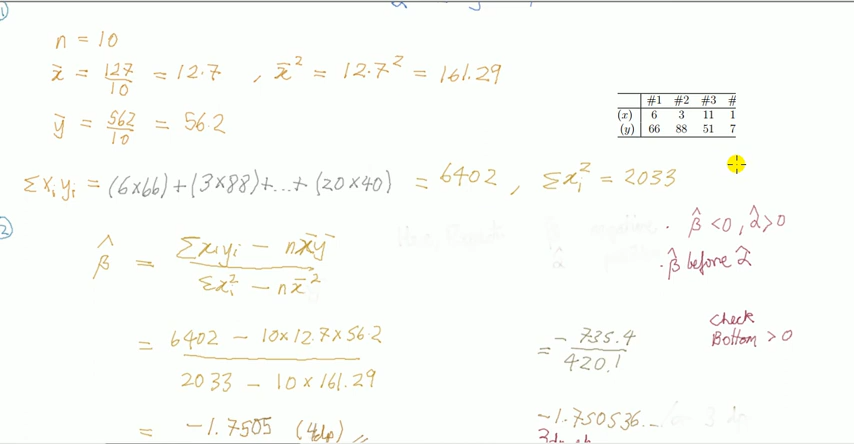 ①
n = 10
x̄ = 127/10 = 12.7 , x̄² = 12.7² = 161.29
ȳ = 562/10 = 56.2
#1 #2 #3 #
(x) 6 3 11 1
(y) 66 88 51 7
Σxᵢyᵢ = (6×66)+(3×88)+...+(20×40) = 6402 , Σxᵢ² = 2033
②
β̂ = (Σxᵢyᵢ − nx̄ȳ)/(Σxᵢ² − nx̄²)
· β̂ <0 , α̂ >0
· β̂ before α̂
= (6402 − 10×12.7×56.2)/(2033 − 10×161.29)
= −735.4/420.1
Check
Bottom > 0
= −1.7505 (4dp)
−1.750536...